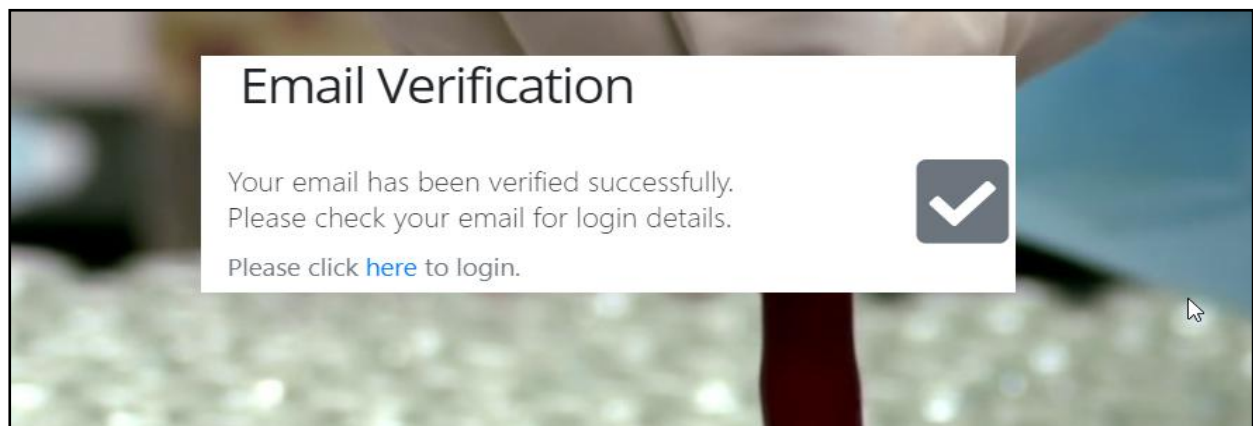 Email Verification
Your email has been verified successfully.
Please check your email for login details.
Please click here to login.